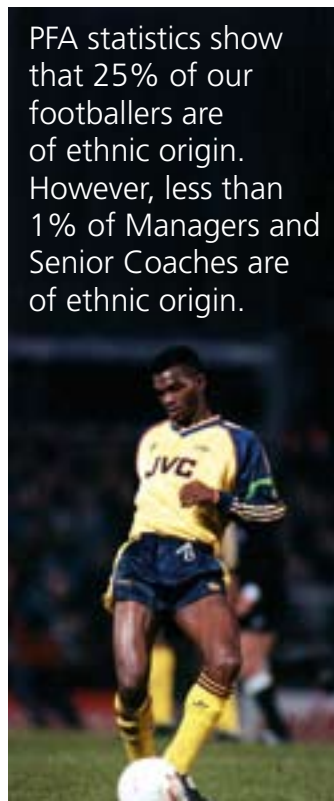 PFA statistics show
that 25% of our
footballers are
of ethnic origin.
However, less than
1% of Managers and
Senior Coaches are
of ethnic origin.
JVC